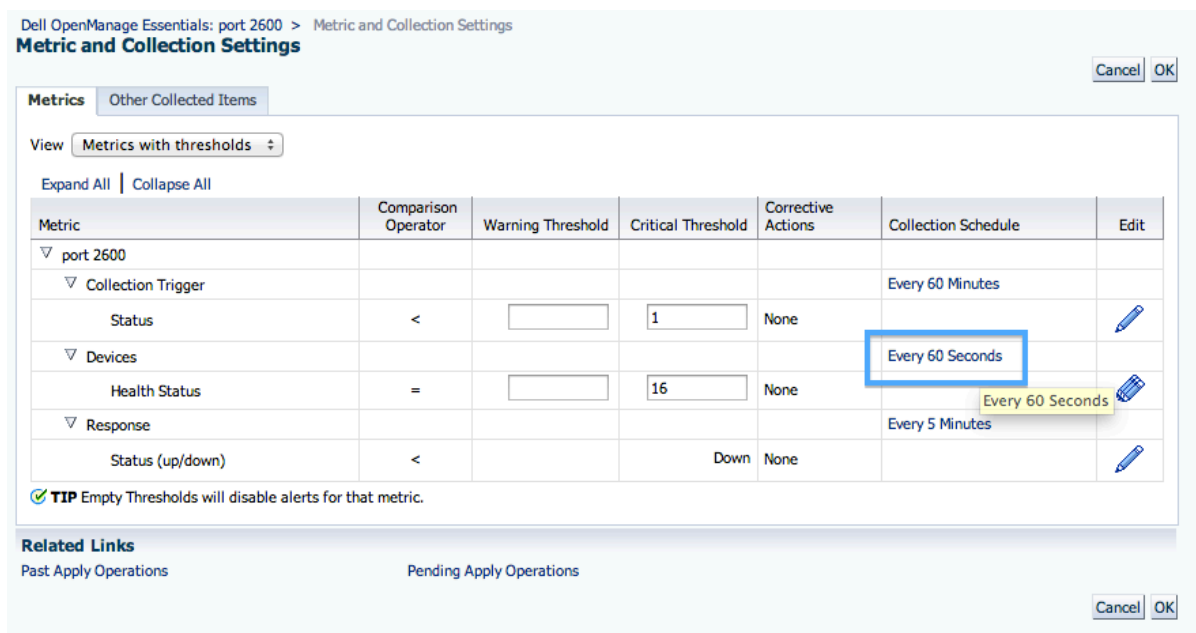 Dell OpenManage Essentials: port 2600 > Metric and Collection Settings
Metric and Collection Settings
Cancel OK
Metrics Other Collected Items
View Metrics with thresholds
Expand All | Collapse All
Metric Comparison Operator Warning Threshold Critical Threshold Corrective Actions Collection Schedule Edit
port 2600
Collection Trigger Every 60 Minutes
Status < 1 None
Devices Every 60 Seconds
Health Status = 16 None
Every 60 Seconds
Response Every 5 Minutes
Status (up/down) < Down None
TIP Empty Thresholds will disable alerts for that metric.
Related Links
Past Apply Operations Pending Apply Operations
Cancel OK